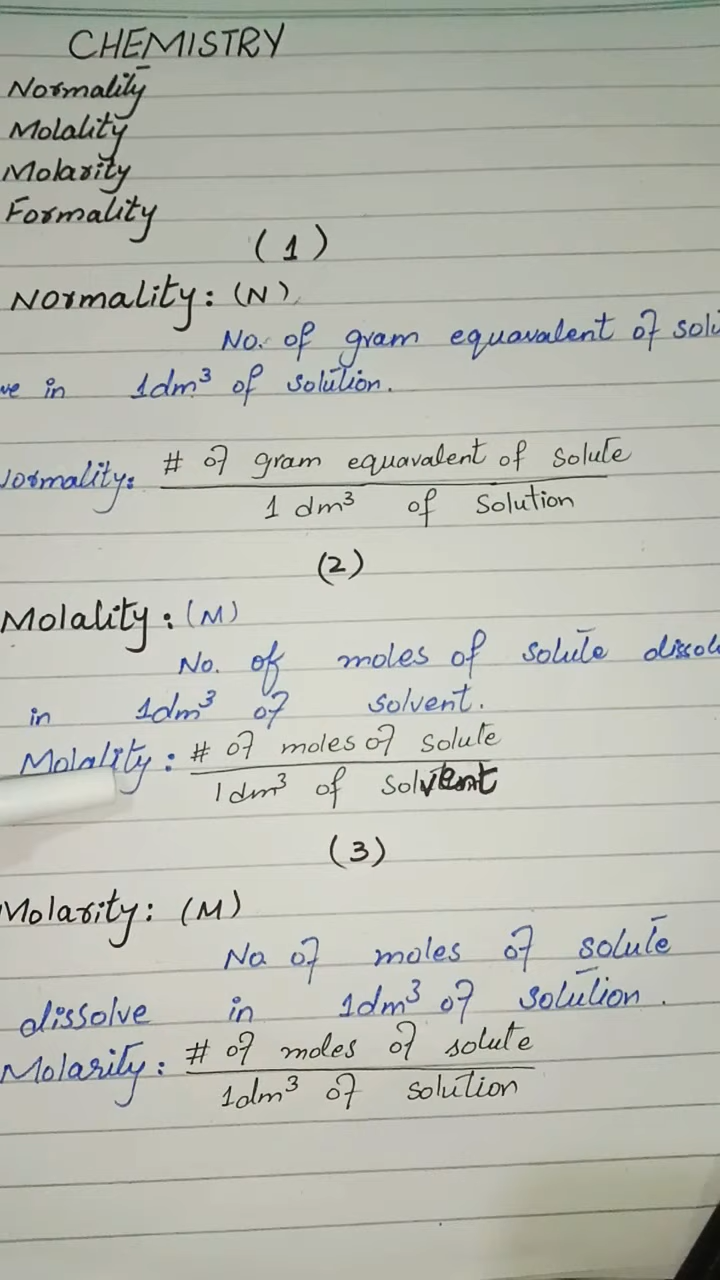 CHEMISTRY
Normality
Molality
Molarity
Formality
(1)
Normality: (N)
No. of gram equavalent of solu
ve in 1dm³ of solution.
Normality: # of gram equavalent of solute
1 dm³ of Solution
(2)
Molality: (M)
No. of moles of solute dissol
in 1dm³ of solvent.
Molality: # of moles of solute
1dm³ of solvent
(3)
Molarity: (M)
No of moles of solute
dissolve in 1dm³ of solution.
Molarity: # of moles of solute
1dm³ of solution